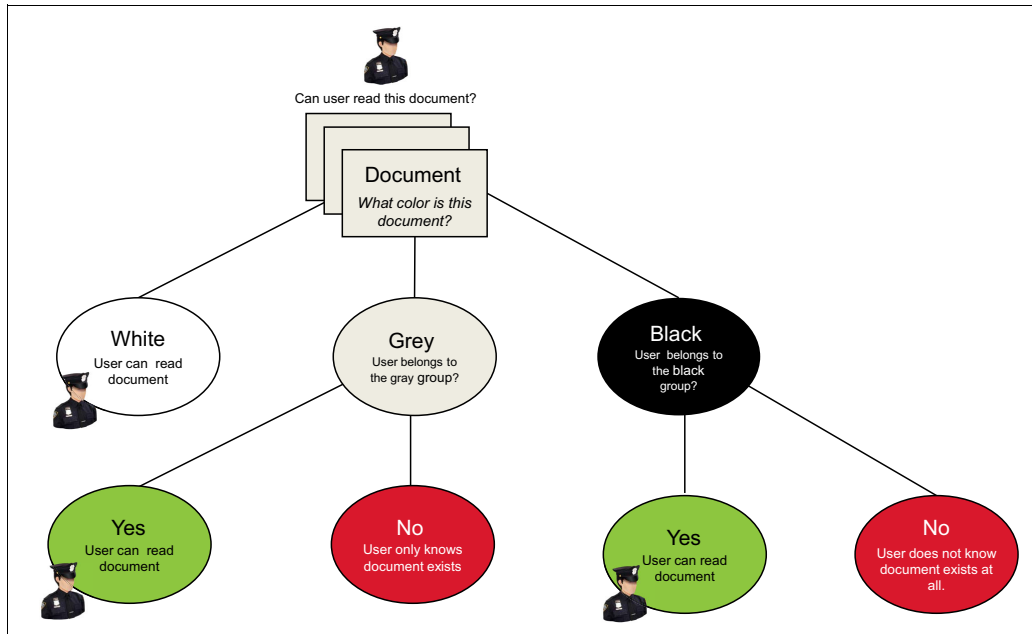 Can user read this document?
Document
What color is this
document?
White
User can  read
document
Grey
User belongs to
the gray group?
Black
User  belongs to
the black
group?
Yes
User can  read
document
No
User only knows
document exists
Yes
User can read
document
No
User does not know
document exists at
all.